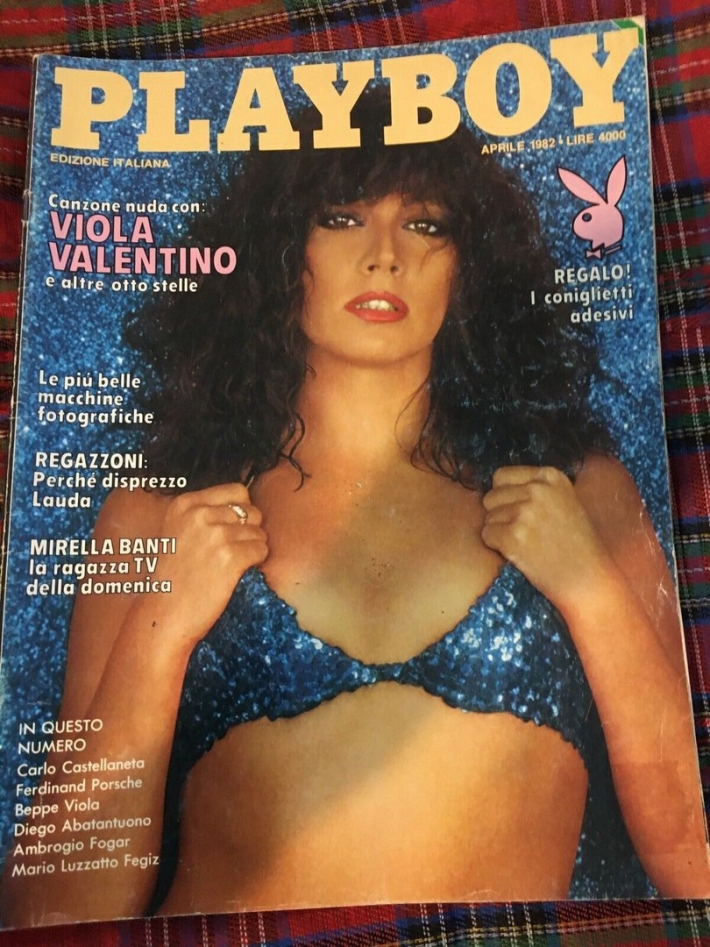 PLAYBOY
EDIZIONE ITALIANA
APRILE 1982 • LIRE 4000
Canzone nuda con:
VIOLA
VALENTINO
e altre otto stelle
REGALO!
I coniglietti
adesivi
Le più belle
macchine
fotografiche
REGAZZONI:
Perché disprezzo
Lauda
MIRELLA BANTI
la ragazza TV
della domenica
IN QUESTO
NUMERO
Carlo Castellaneta
Ferdinand Porsche
Beppe Viola
Diego Abatantuono
Ambrogio Fogar
Mario Luzzatto Fegiz